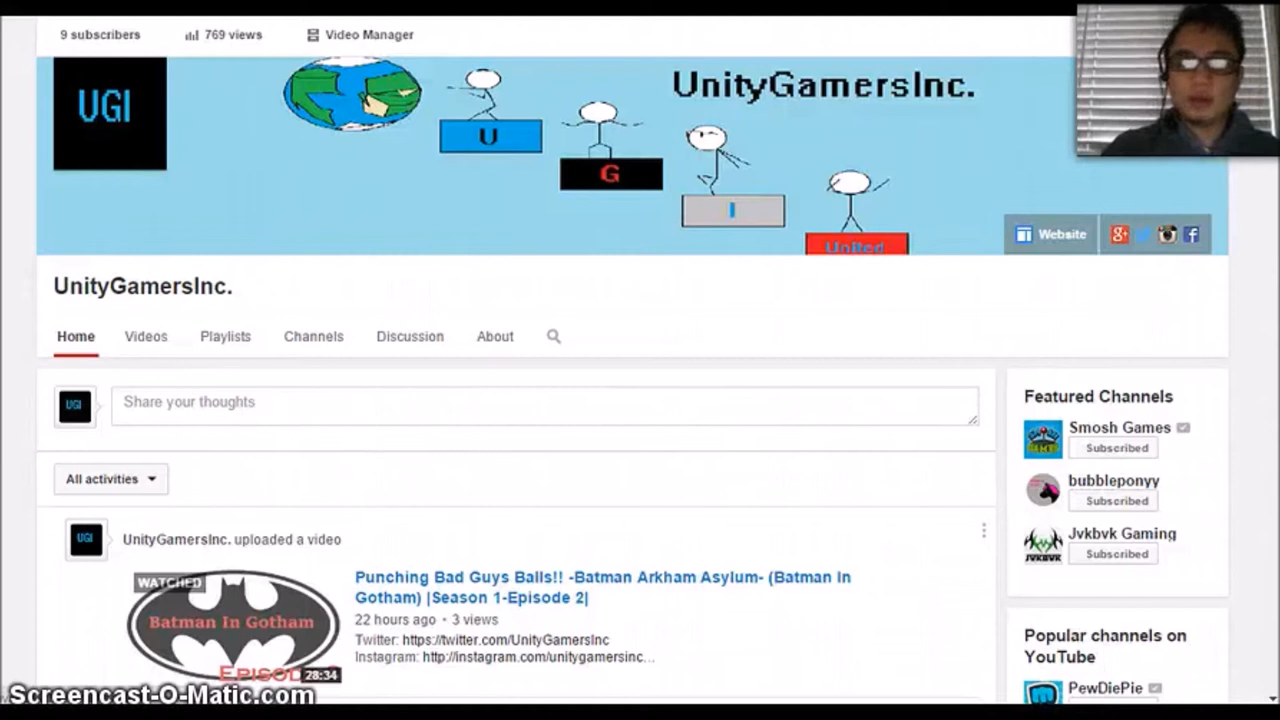 9 subscribers
769 views
Video Manager
UGI
UnityGamersInc.
U
G
I
United
Website
UnityGamersInc.
Home
Videos
Playlists
Channels
Discussion
About
UGI
Share your thoughts
All activities
UGI
UnityGamersInc. uploaded a video
WATCHED
Batman In Gotham
28:34
Punching Bad Guys Balls!! -Batman Arkham Asylum- (Batman In
Gotham) |Season 1-Episode 2|
22 hours ago • 3 views
Twitter: https://twitter.com/UnityGamersInc
Instagram: http://instagram.com/unitygamersinc...
Featured Channels
Smosh Games
Subscribed
bubbleponyy
Subscribed
Jvkbvk Gaming
Subscribed
JVKBVK
Popular channels on
YouTube
PewDiePie
Screencast-O-Matic.com